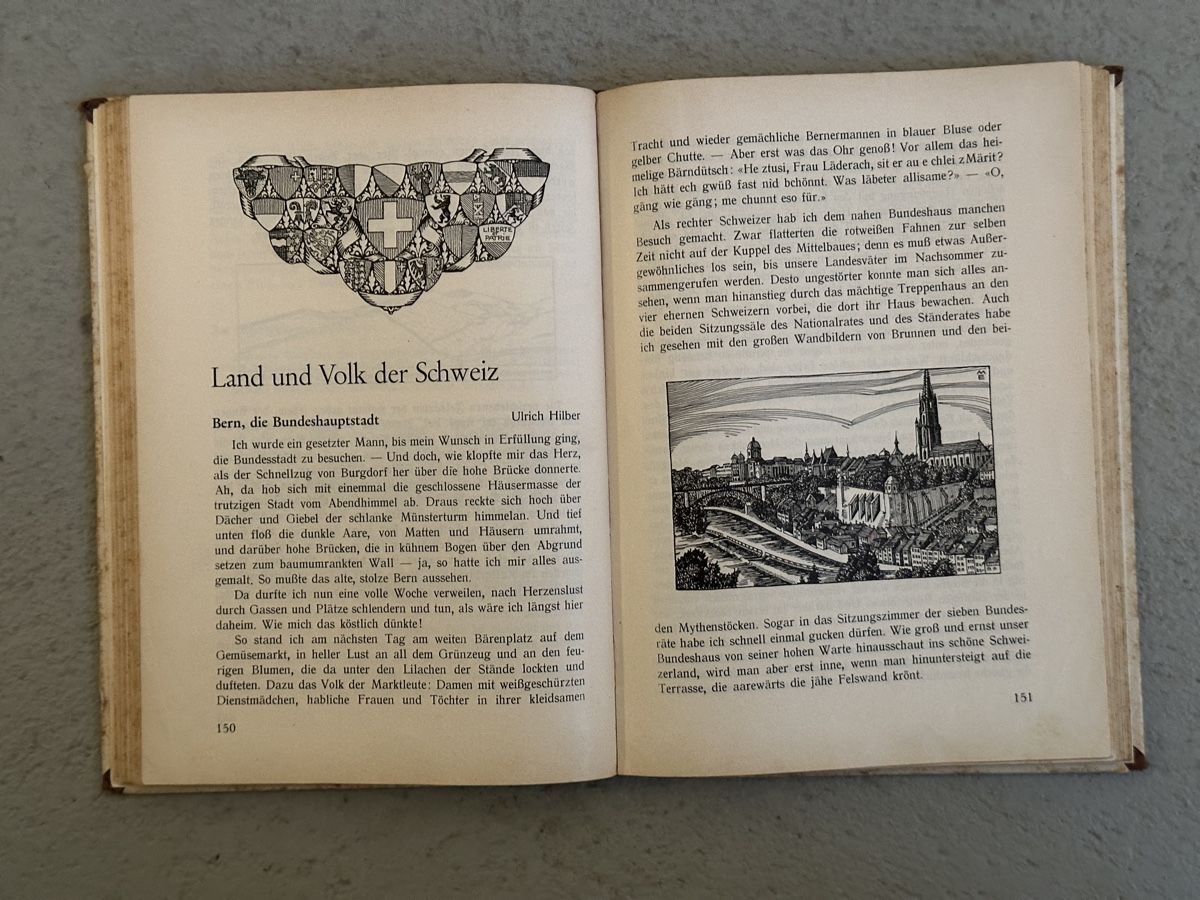 LIBERTÉ
ET
PATRIE
Land und Volk der Schweiz
Bern, die Bundeshauptstadt Ulrich Hilber
Ich wurde ein gesetzter Mann, bis mein Wunsch in Erfüllung ging,
die Bundesstadt zu besuchen. — Und doch, wie klopfte mir das Herz,
als der Schnellzug von Burgdorf her über die hohe Brücke donnerte.
Ah, da hob sich mit einemmal die geschlossene Häusermasse der
trutzigen Stadt vom Abendhimmel ab. Draus reckte sich hoch über
Dächer und Giebel der schlanke Münsterturm himmelan. Und tief
unten floß die dunkle Aare, von Matten und Häusern umrahmt,
und darüber hohe Brücken, die in kühnem Bogen über den Abgrund
setzen zum baumumrankten Wall — ja, so hatte ich mir alles aus-
gemalt. So mußte das alte, stolze Bern aussehen.
Da durfte ich nun eine volle Woche verweilen, nach Herzenslust
durch Gassen und Plätze schlendern und tun, als wäre ich längst hier
daheim. Wie mich das köstlich dünkte!
So stand ich am nächsten Tag am weiten Bärenplatz auf dem
Gemüsemarkt, in heller Lust an all dem Grünzeug und an den feu-
rigen Blumen, die da unter den Lilachen der Stände lockten und
dufteten. Dazu das Volk der Marktleute: Damen mit weißgeschürzten
Dienstmädchen, habliche Frauen und Töchter in ihrer kleidsamen
150
Tracht und wieder gemächliche Bernermannen in blauer Bluse oder
gelber Chutte. — Aber erst was das Ohr genoß! Vor allem das hei-
melige Bärndütsch: «He ztusi, Frau Läderach, sit er au e chlei z Märit?
Ich hätt ech gwüß fast nid bchönnt. Was läbeter allisame?» — «O,
gäng wie gäng; me chunnt eso für.»
Als rechter Schweizer hab ich dem nahen Bundeshaus manchen
Besuch gemacht. Zwar flatterten die rotweißen Fahnen zur selben
Zeit nicht auf der Kuppel des Mittelbaues; denn es muß etwas Außer-
gewöhnliches los sein, bis unsere Landesväter im Nachsommer zu-
sammengerufen werden. Desto ungestörter konnte man sich alles an-
sehen, wenn man hinanstieg durch das mächtige Treppenhaus an den
vier ehernen Schweizern vorbei, die dort ihr Haus bewachen. Auch
die beiden Sitzungssäle des Nationalrates und des Ständerates habe
ich gesehen mit den großen Wandbildern von Brunnen und den bei-
den Mythenstöcken. Sogar in das Sitzungszimmer der sieben Bundes-
räte habe ich schnell einmal gucken dürfen. Wie groß und ernst unser
Bundeshaus von seiner hohen Warte hinausschaut ins schöne Schwei-
zerland, wird man aber erst inne, wenn man hinuntersteigt auf die
Terrasse, die aarewärts die jähe Felswand krönt.
151